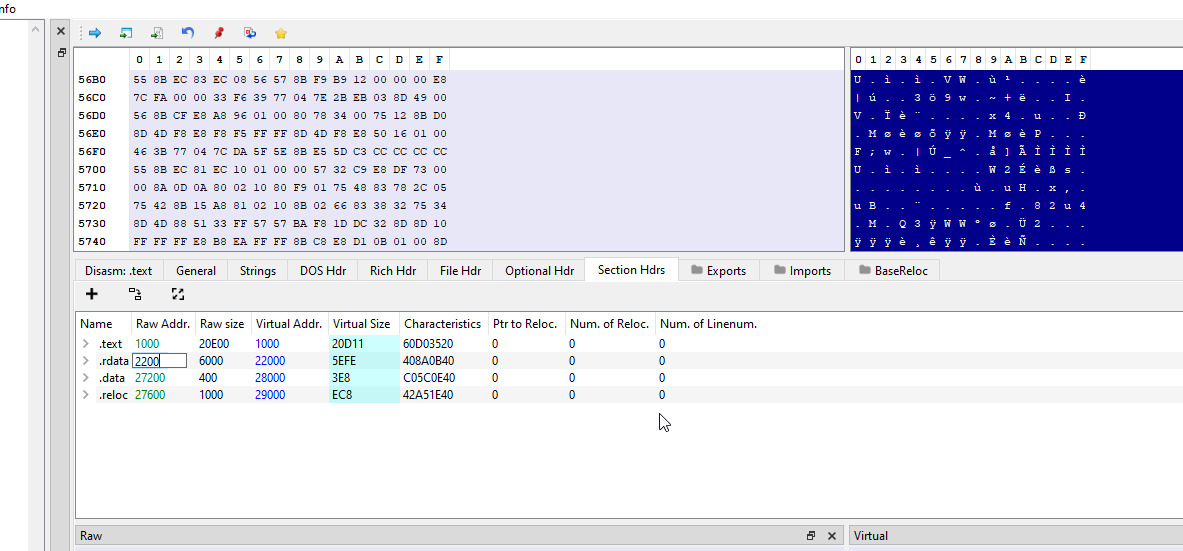 nfo
0 1 2 3 4 5 6 7 8 9 A B C D E F
56B0 55 8B EC 83 EC 08 56 57 8B F9 B9 12 00 00 00 E8
56C0 7C FA 00 00 33 F6 39 77 04 7E 2B EB 03 8D 49 00
56D0 56 8B CF E8 A8 96 01 00 80 78 34 00 75 12 8B D0
56E0 8D 4D F8 E8 F8 F5 FF FF 8D 4D F8 E8 50 16 01 00
56F0 46 3B 77 04 7C DA 5F 5E 8B E5 5D C3 CC CC CC CC
5700 55 8B EC 81 EC 10 01 00 00 57 32 C9 E8 DF 73 00
5710 00 8A 0D 0A 80 02 10 80 F9 01 75 48 83 78 2C 05
5720 75 42 8B 15 A8 81 02 10 8B 02 66 83 38 32 75 34
5730 8D 4D 88 51 33 FF 57 57 BA F8 1D DC 32 8D 8D 10
5740 FF FF FF E8 B8 EA FF FF 8B C8 E8 D1 0B 01 00 8D
0 1 2 3 4 5 6 7 8 9 A B C D E F
U . ì . ì . V W . ù ¹ . . . . è
| ú . . 3 ö 9 w . ~ + ë . . I .
V . Ï è ¨ . . . . x 4 . u . . Ð
. M ø è ø õ ÿ ÿ . M ø è P . . .
F ; w . | Ú _ ^ . å ] Ã Ì Ì Ì Ì
U . ì . ì . . . . W 2 É è ß s .
. . . . . . . . ù . u H . x , .
u B . . ¨ . . . . . f . 8 2 u 4
. M . Q 3 ÿ W W º ø . Ü 2 . . .
ÿ ÿ ÿ è ¸ ê ÿ ÿ . È è Ñ . . . .
Disasm: .text General Strings DOS Hdr Rich Hdr File Hdr Optional Hdr Section Hdrs Exports Imports BaseReloc
Name Raw Addr. Raw size Virtual Addr. Virtual Size Characteristics Ptr to Reloc. Num. of Reloc. Num. of Linenum.
.text 1000 20E00 1000 20D11 60D03520 0 0 0
.rdata 2200 6000 22000 5EFE 408A0B40 0 0 0
.data 27200 400 28000 3E8 C05C0E40 0 0 0
.reloc 27600 1000 29000 EC8 42A51E40 0 0 0
Raw Virtual